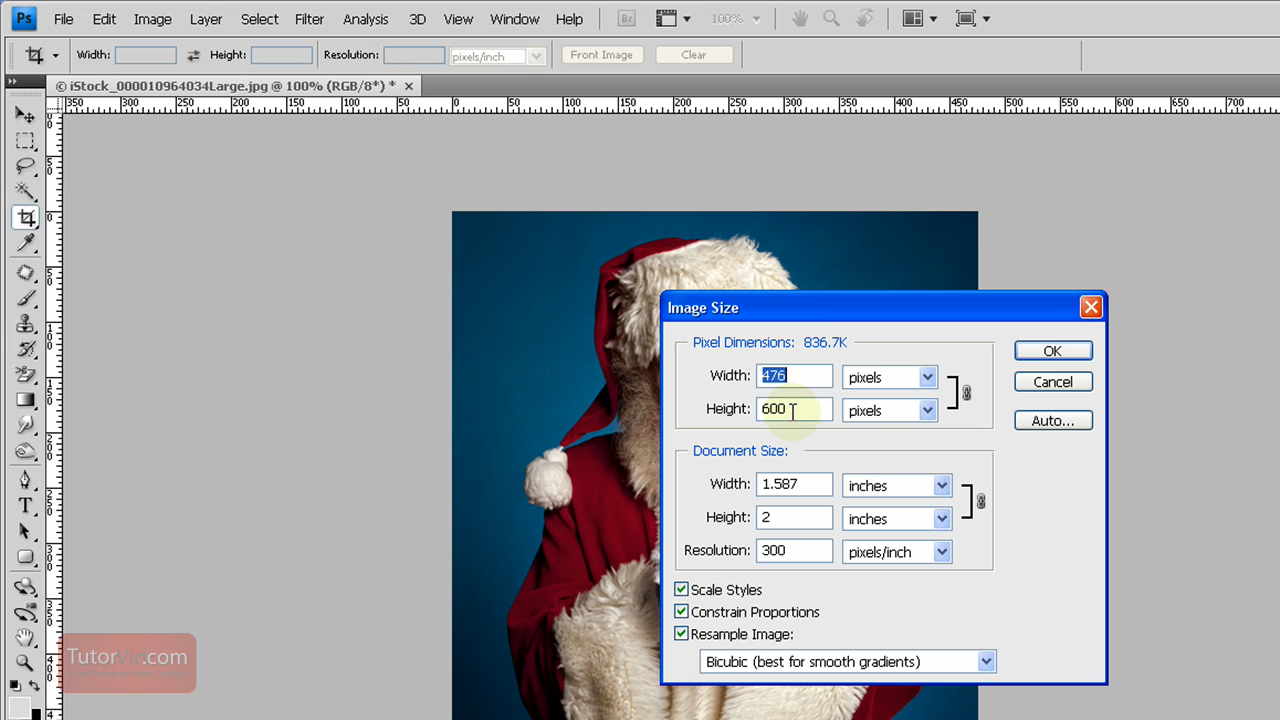 Ps File Edit Image Layer Select Filter Analysis 3D View Window Help Br 100%
Width: Height: Resolution: pixels/inch Front Image Clear
© iStock_000010964034Large.jpg @ 100% (RGB/8*) *
350 300 250 200 150 100 50 0 50 100 150 200 250 300 350 400 450 500 550 600 650 700
Image Size
Pixel Dimensions: 836.7K
Width: 476 pixels
Height: 600 pixels
OK
Cancel
Auto...
Document Size:
Width: 1.587 inches
Height: 2 inches
Resolution: 300 pixels/inch
Scale Styles
Constrain Proportions
Resample Image:
Bicubic (best for smooth gradients)
TutorVid.com